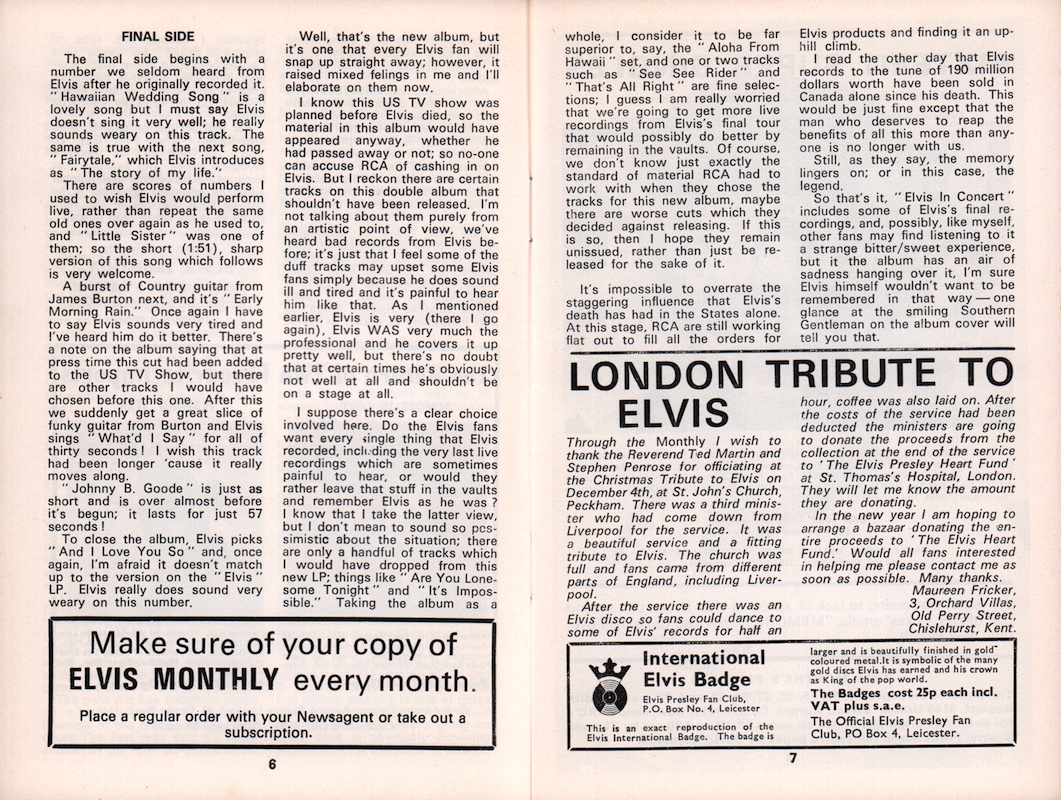 FINAL SIDE
The final side begins with a
number we seldom heard from
Elvis after he originally recorded it.
"Hawaiian Wedding Song" is a
lovely song but I must say Elvis
doesn't sing it very well; he really
sounds weary on this track. The
same is true with the next song,
"Fairytale," which Elvis introduces
as "The story of my life."
There are scores of numbers I
used to wish Elvis would perform
live, rather than repeat the same
old ones over again as he used to,
and "Little Sister" was one of
them; so the short (1:51), sharp
version of this song which follows
is very welcome.
A burst of Country guitar from
James Burton next, and it's "Early
Morning Rain." Once again I have
to say Elvis sounds very tired and
I've heard him do it better. There's
a note on the album saying that at
press time this cut had been added
to the US TV Show, but there
are other tracks I would have
chosen before this one. After this
we suddenly get a great slice of
funky guitar from Burton and Elvis
sings "What'd I Say" for all of
thirty seconds! I wish this track
had been longer 'cause it really
moves along.
"Johnny B. Goode" is just as
short and is over almost before
it's begun; it lasts for just 57
seconds!
To close the album, Elvis picks
"And I Love You So" and, once
again, I'm afraid it doesn't match
up to the version on the "Elvis"
LP. Elvis really does sound very
weary on this number.
Well, that's the new album, but
it's one that every Elvis fan will
snap up straight away; however, it
raised mixed felings in me and I'll
elaborate on them now.
I know this US TV show was
planned before Elvis died, so the
material in this album would have
appeared anyway, whether he
had passed away or not; so no-one
can accuse RCA of cashing in on
Elvis. But I reckon there are certain
tracks on this double album that
shouldn't have been released. I'm
not talking about them purely from
an artistic point of view, we've
heard bad records from Elvis be-
fore; it's just that I feel some of the
duff tracks may upset some Elvis
fans simply because he does sound
ill and tired and it's painful to hear
him like that. As I mentioned
earlier, Elvis is very (there I go
again), Elvis WAS very much the
professional and he covers it up
pretty well, but there's no doubt
that at certain times he's obviously
not well at all and shouldn't be
on a stage at all.
I suppose there's a clear choice
involved here. Do the Elvis fans
want every single thing that Elvis
recorded, including the very last live
recordings which are sometimes
painful to hear, or would they
rather leave that stuff in the vaults
and remember Elvis as he was?
I know that I take the latter view,
but I don't mean to sound so pes-
simistic about the situation; there
are only a handful of tracks which
I would have dropped from this
new LP; things like "Are You Lone-
some Tonight" and "It's Impos-
sible." Taking the album as a
Make sure of your copy of
ELVIS MONTHLY every month.
Place a regular order with your Newsagent or take out a
subscription.
6
whole, I consider it to be far
superior to, say, the "Aloha From
Hawaii" set, and one or two tracks
such as "See See Rider" and
"That's All Right" are fine selec-
tions; I guess I am really worried
that we're going to get more live
recordings from Elvis's final tour
that would possibly do better by
remaining in the vaults. Of course,
we don't know just exactly the
standard of material RCA had to
work with when they chose the
tracks for this new album, maybe
there are worse cuts which they
decided against releasing. If this
is so, then I hope they remain
unissued, rather than just be re-
leased for the sake of it.
It's impossible to overrate the
staggering influence that Elvis's
death has had in the States alone.
At this stage, RCA are still working
flat out to fill all the orders for
Elvis products and finding it an up-
hill climb.
I read the other day that Elvis
records to the tune of 190 million
dollars worth have been sold in
Canada alone since his death. This
would be just fine except that the
man who deserves to reap the
benefits of all this more than any-
one is no longer with us.
Still, as they say, the memory
lingers on; or in this case, the
legend.
So that's it, "Elvis In Concert"
includes some of Elvis's final re-
cordings, and, possibly, like myself,
other fans may find listening to it
a strange bitter/sweet experience,
but it the album has an air of
sadness hanging over it, I'm sure
Elvis himself wouldn't want to be
remembered in that way — one
glance at the smiling Southern
Gentleman on the album cover will
tell you that.
LONDON TRIBUTE TO
ELVIS
Through the Monthly I wish to
thank the Reverend Ted Martin and
Stephen Penrose for officiating at
the Christmas Tribute to Elvis on
December 4th, at St. John's Church,
Peckham. There was a third minis-
ter who had come down from
Liverpool for the service. It was
a beautiful service and a fitting
tribute to Elvis. The church was
full and fans came from different
parts of England, including Liver-
pool.
After the service there was an
Elvis disco so fans could dance to
some of Elvis' records for half an
hour, coffee was also laid on. After
the costs of the service had been
deducted the ministers are going
to donate the proceeds from the
collection at the end of the service
to 'The Elvis Presley Heart Fund'
at St. Thomas's Hospital, London.
They will let me know the amount
they are donating.
In the new year I am hoping to
arrange a bazaar donating the en-
tire proceeds to 'The Elvis Heart
Fund.' Would all fans interested
in helping me please contact me as
soon as possible. Many thanks.
Maureen Fricker,
3, Orchard Villas,
Old Perry Street,
Chislehurst, Kent.
International
Elvis Badge
Elvis Presley Fan Club,
P.O. Box No. 4, Leicester
This is an exact reproduction of the
Elvis International Badge. The badge is
larger and is beautifully finished in gold
coloured metal.It is symbolic of the many
gold discs Elvis has earned and his crown
as King of the pop world.
The Badges cost 25p each incl.
VAT plus s.a.e.
The Official Elvis Presley Fan
Club, PO Box 4, Leicester.
7